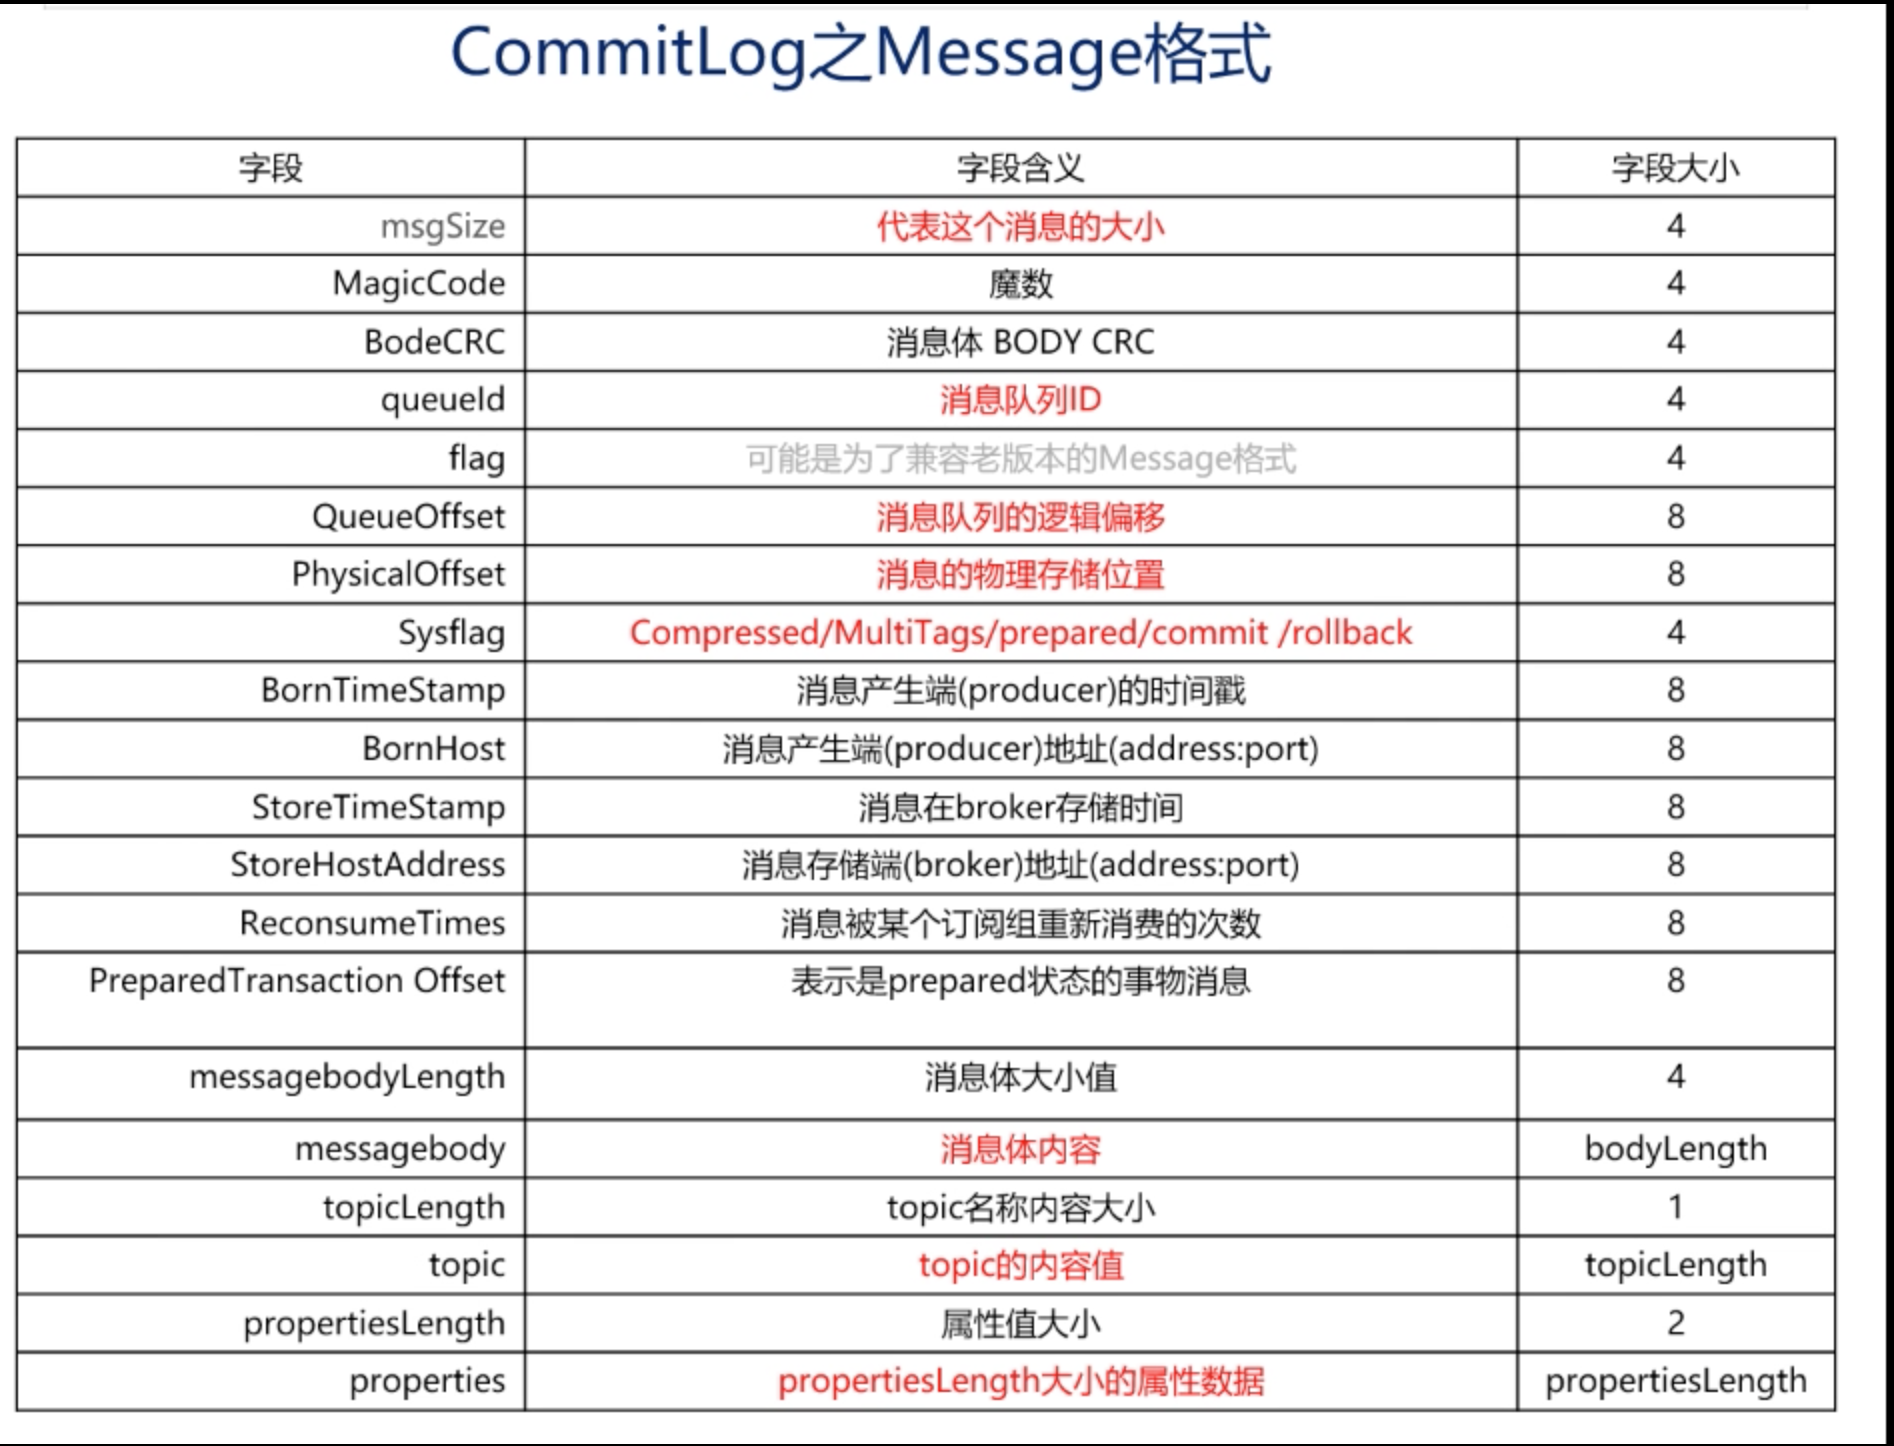 CommitLog之Message格式
字段 字段含义 字段大小
msgSize 代表这个消息的大小 4
MagicCode 魔数 4
BodeCRC 消息体 BODY CRC 4
queueId 消息队列ID 4
flag 可能是为了兼容老版本的Message格式 4
QueueOffset 消息队列的逻辑偏移 8
PhysicalOffset 消息的物理存储位置 8
Sysflag Compressed/MultiTags/prepared/commit /rollback 4
BornTimeStamp 消息产生端(producer)的时间戳 8
BornHost 消息产生端(producer)地址(address:port) 8
StoreTimeStamp 消息在broker存储时间 8
StoreHostAddress 消息存储端(broker)地址(address:port) 8
ReconsumeTimes 消息被某个订阅组重新消费的次数 8
PreparedTransaction Offset 表示是prepared状态的事物消息 8
messagebodyLength 消息体大小值 4
messagebody 消息体内容 bodyLength
topicLength topic名称内容大小 1
topic topic的内容值 topicLength
propertiesLength 属性值大小 2
properties propertiesLength大小的属性数据 propertiesLength